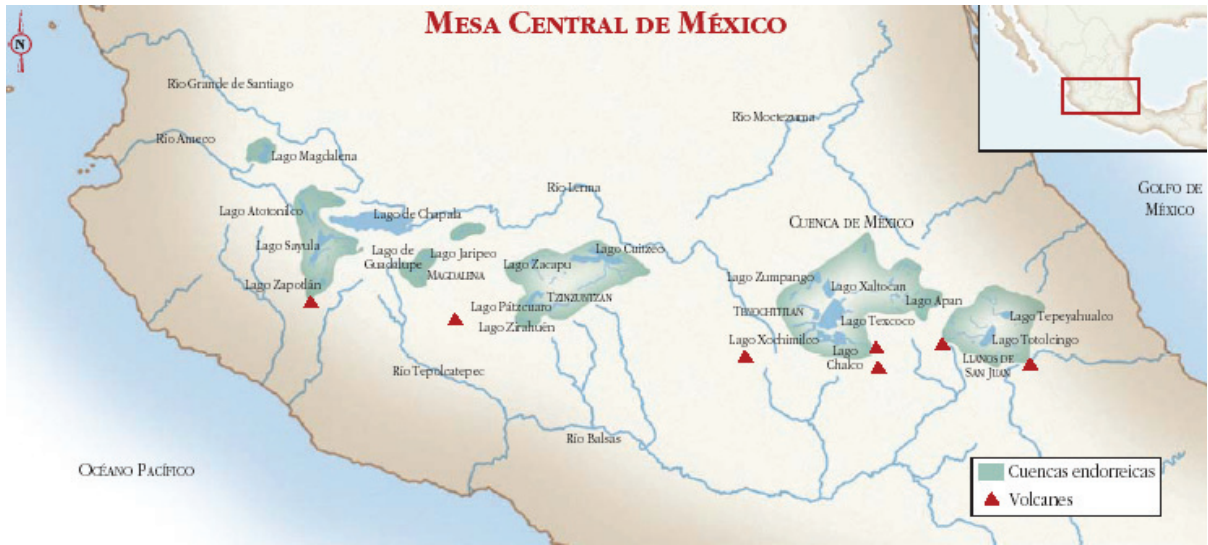 MESA CENTRAL DE MÉXICO
N
Río Grande de Santiago
Río Ameco
Lago Magdalena
Río Moctezuma
Río Lerma
GOLFO DE
MÉXICO
Lago Atotonilco
Lago de Chapala
CUENCA DE MÉXICO
Lago Sayula
Lago de
Guadalupe
Lago Jaripeo
MAGDALENA
Lago Cuitzeo
Lago Zacapu
Lago Zapotlán
TZINZUNTZAN
Lago Pátzcuaro
Lago Zirahuén
Lago Zumpango
Lago Xaltocan
TENOCHTITLAN
Lago Apan
Lago Texcoco
Lago Tepeyahualco
Lago Xochimilco
Lago
Chalco
Lago Totolcingo
LLANOS DE
SAN JUAN
Río Tepolcatepec
Río Balsas
OCÉANO PACÍFICO
Cuencas endorreicas
Volcanes